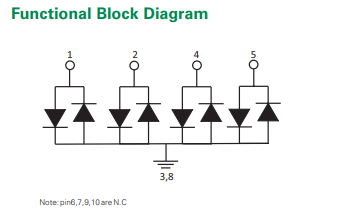 Functional Block Diagram
1 2 4 5
3,8
Note:pin6,7,9,10 are N.C